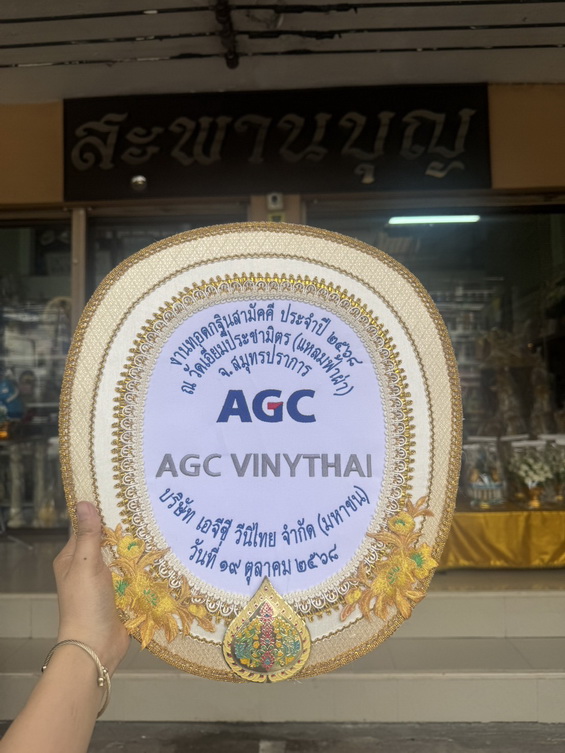 สะพานบุญ
งานทอดกฐินสามัคคี ประจำปี ๒๕๖๘
ณ วัดเอี่ยมประชามิตร (แหลมฟ้าผ่า)
จ. สมุทรปราการ
AGC
AGC VINYTHAI
บริษัท เอจีซี วีนิไทย จำกัด (มหาชน)
วันที่ ๑๙ ตุลาคม ๒๕๖๘